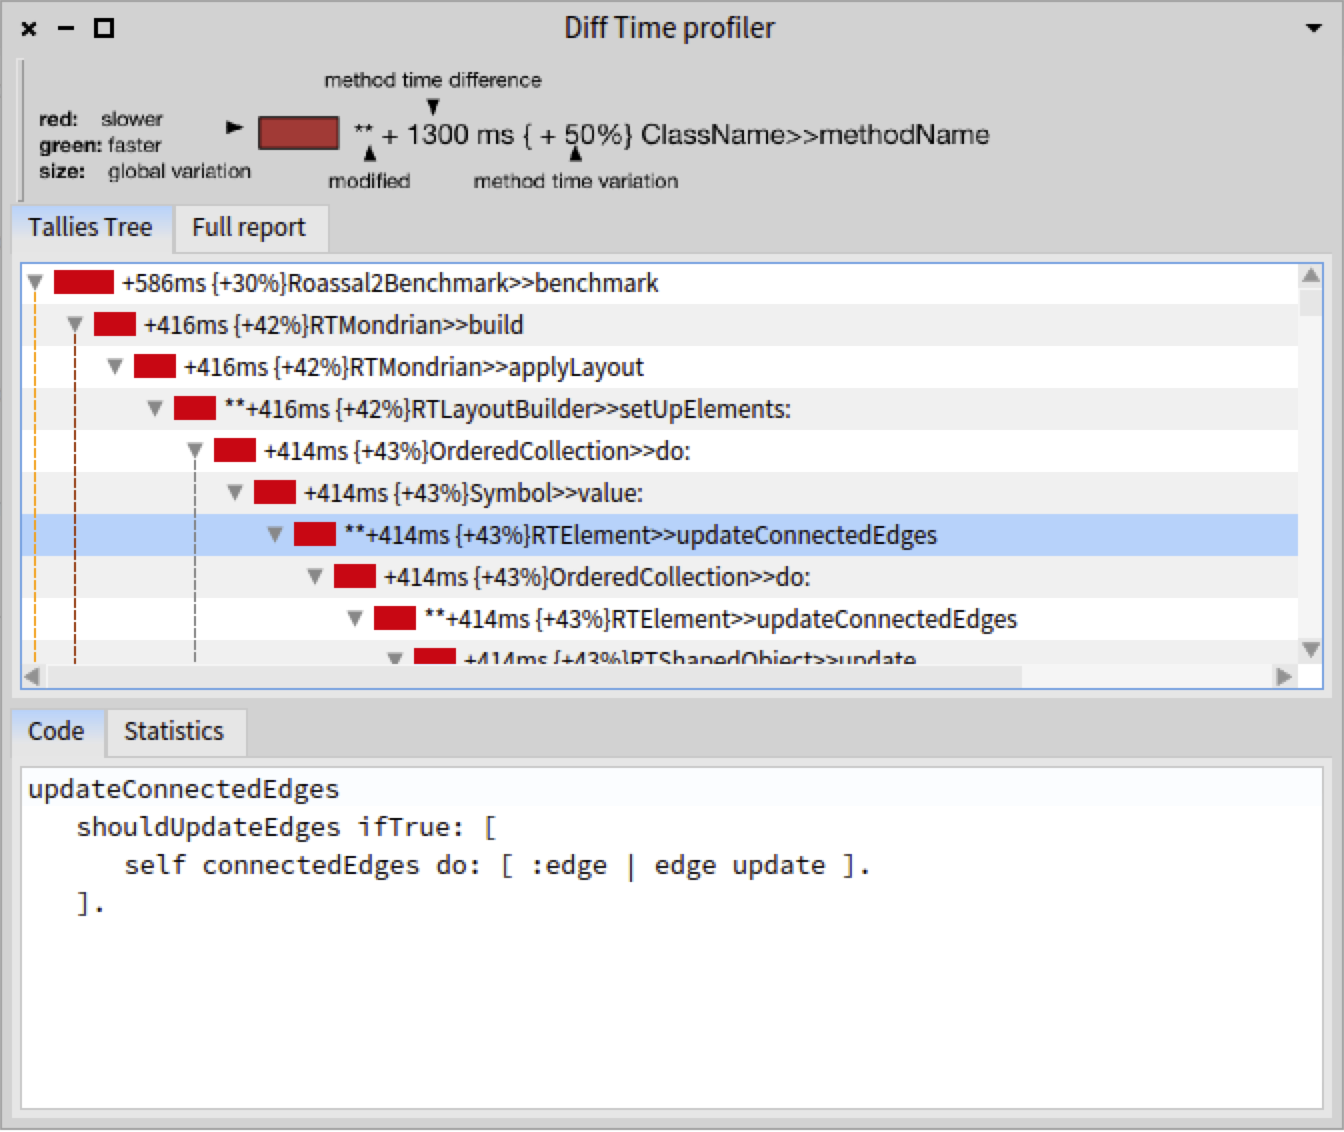 Diff Time profiler
method time difference
red: slower
green: faster
size: global variation
** + 1300 ms { + 50%} ClassName>>methodName
modified
method time variation
Tallies Tree
Full report
+586ms {+30%}Roassal2Benchmark>>benchmark
+416ms {+42%}RTMondrian>>build
+416ms {+42%}RTMondrian>>applyLayout
**+416ms {+42%}RTLayoutBuilder>>setUpElements:
+414ms {+43%}OrderedCollection>>do:
+414ms {+43%}Symbol>>value:
**+414ms {+43%}RTElement>>updateConnectedEdges
+414ms {+43%}OrderedCollection>>do:
**+414ms {+43%}RTElement>>updateConnectedEdges
+414ms {+43%}RTShapedObject>>update
Code
Statistics
updateConnectedEdges
shouldUpdateEdges ifTrue: [
self connectedEdges do: [ :edge | edge update ].
].